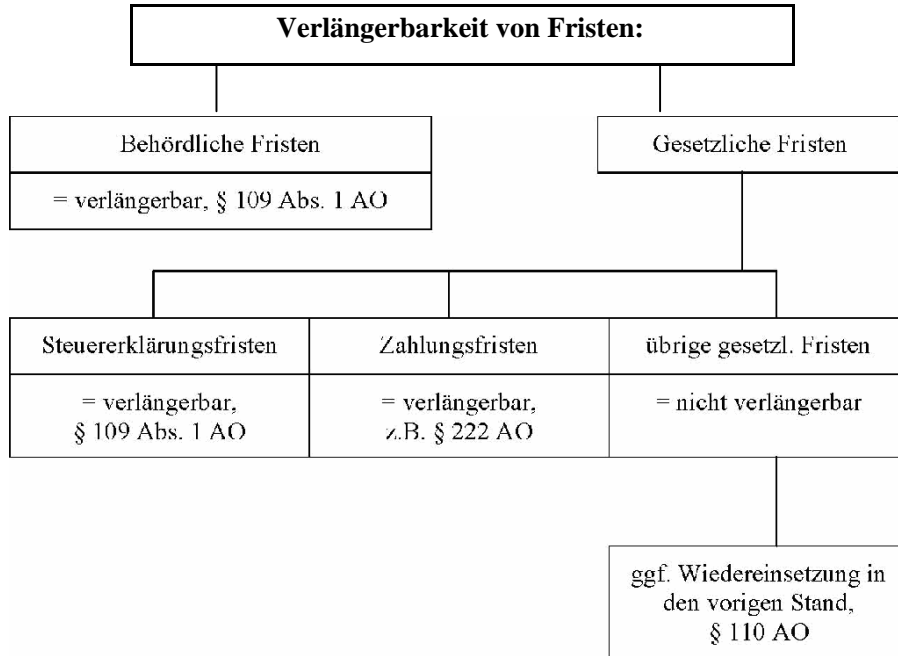 Verlängerbarkeit von Fristen:
Behördliche Fristen
= verlängerbar, § 109 Abs. 1 AO
Gesetzliche Fristen
Steuererklärungsfristen
= verlängerbar,
§ 109 Abs. 1 AO
Zahlungsfristen
= verlängerbar,
z.B. § 222 AO
übrige gesetzl. Fristen
= nicht verlängerbar
ggf. Wiedereinsetzung in
den vorigen Stand,
§ 110 AO